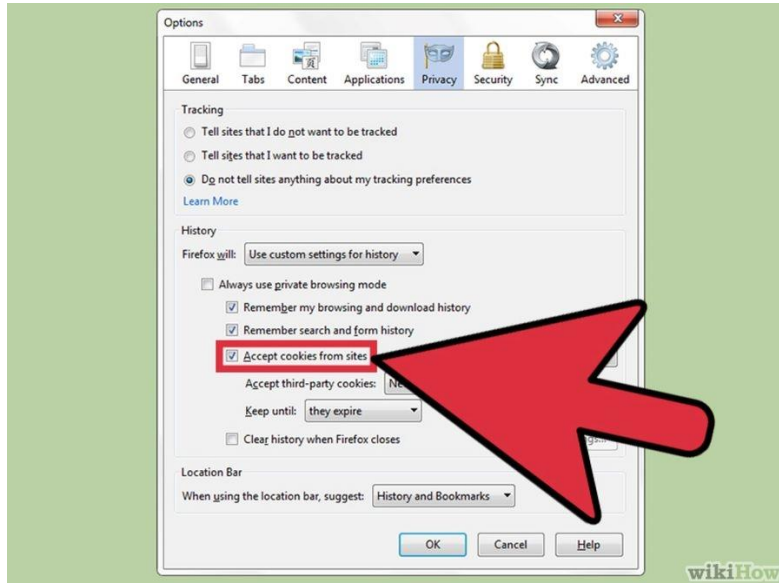 Options
General Tabs Content Applications Privacy Security Sync Advanced
Tracking
Tell sites that I do not want to be tracked
Tell sites that I want to be tracked
Do not tell sites anything about my tracking preferences
Learn More
History
Firefox will: Use custom settings for history
Always use private browsing mode
Remember my browsing and download history
Remember search and form history
Accept cookies from sites
Accept third-party cookies:
Keep until: they expire
Clear history when Firefox closes
Location Bar
When using the location bar, suggest: History and Bookmarks
OK Cancel Help
wikiHow